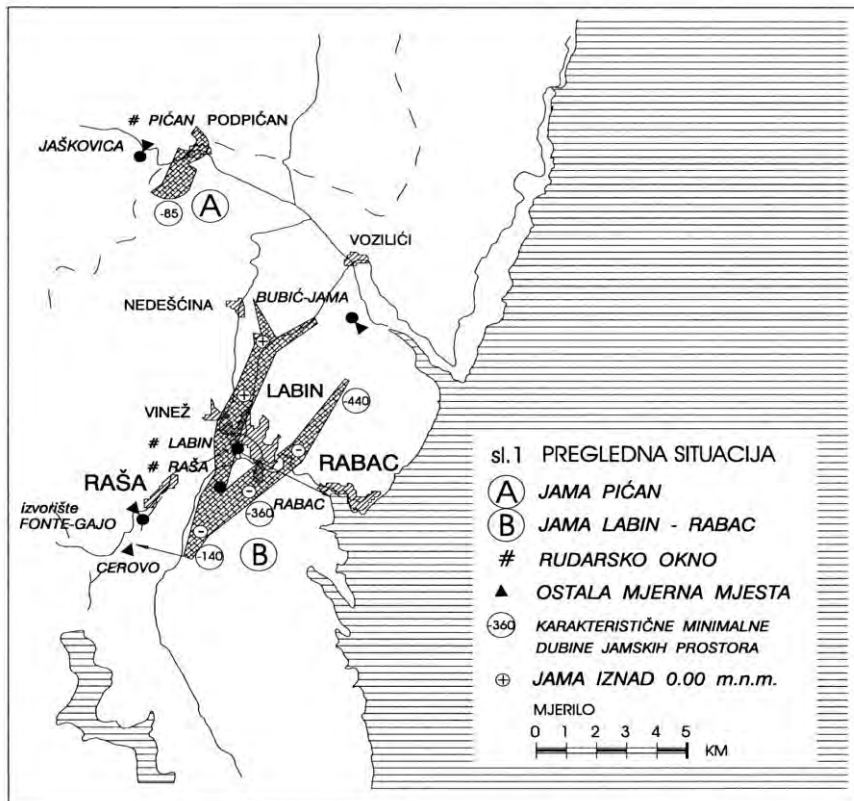 # PIĆAN PODPIĆAN
JAŠKOVICA
-85
A
VOZILIĆI
NEDEŠĆINA
BUBIĆ-JAMA
LABIN
-440
VINEŽ
# LABIN
# RAŠA
RAŠA
RABAC
izvorište
FONTE-GAJO
-360
RABAC
-140
B
CEROVO
sl.1 PREGLEDNA SITUACIJA
A JAMA PIĆAN
B JAMA LABIN - RABAC
# RUDARSKO OKNO
▲ OSTALA MJERNA MJESTA
-360 KARAKTERISTIČNE MINIMALNE
DUBINE JAMSKIH PROSTORA
⊕ JAMA IZNAD 0.00 m.n.m.
MJERILO
0 1 2 3 4 5
KM